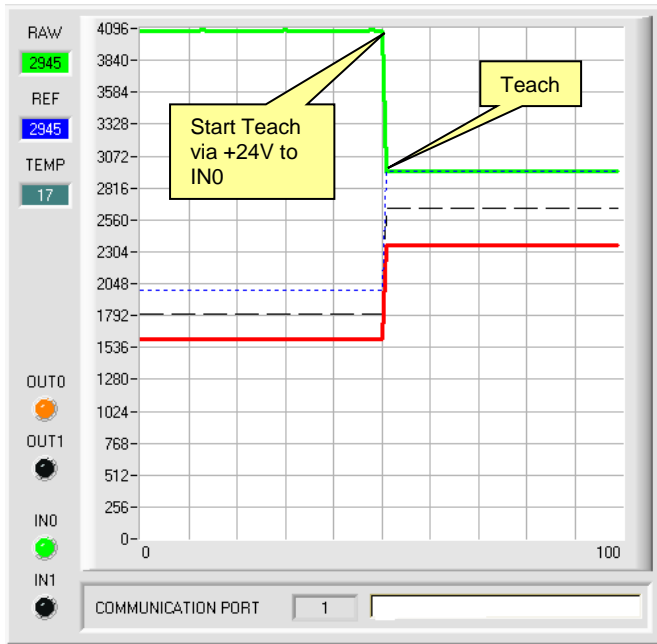 RAW
2945
REF
2945
TEMP
17
OUT0
OUT1
IN0
IN1
4096
3840
3584
3328
3072
2816
2560
2304
2048
1792
1536
1280
1024
768
512
256
0
0
100
Start Teach
via +24V to
IN0
Teach
COMMUNICATION PORT 1